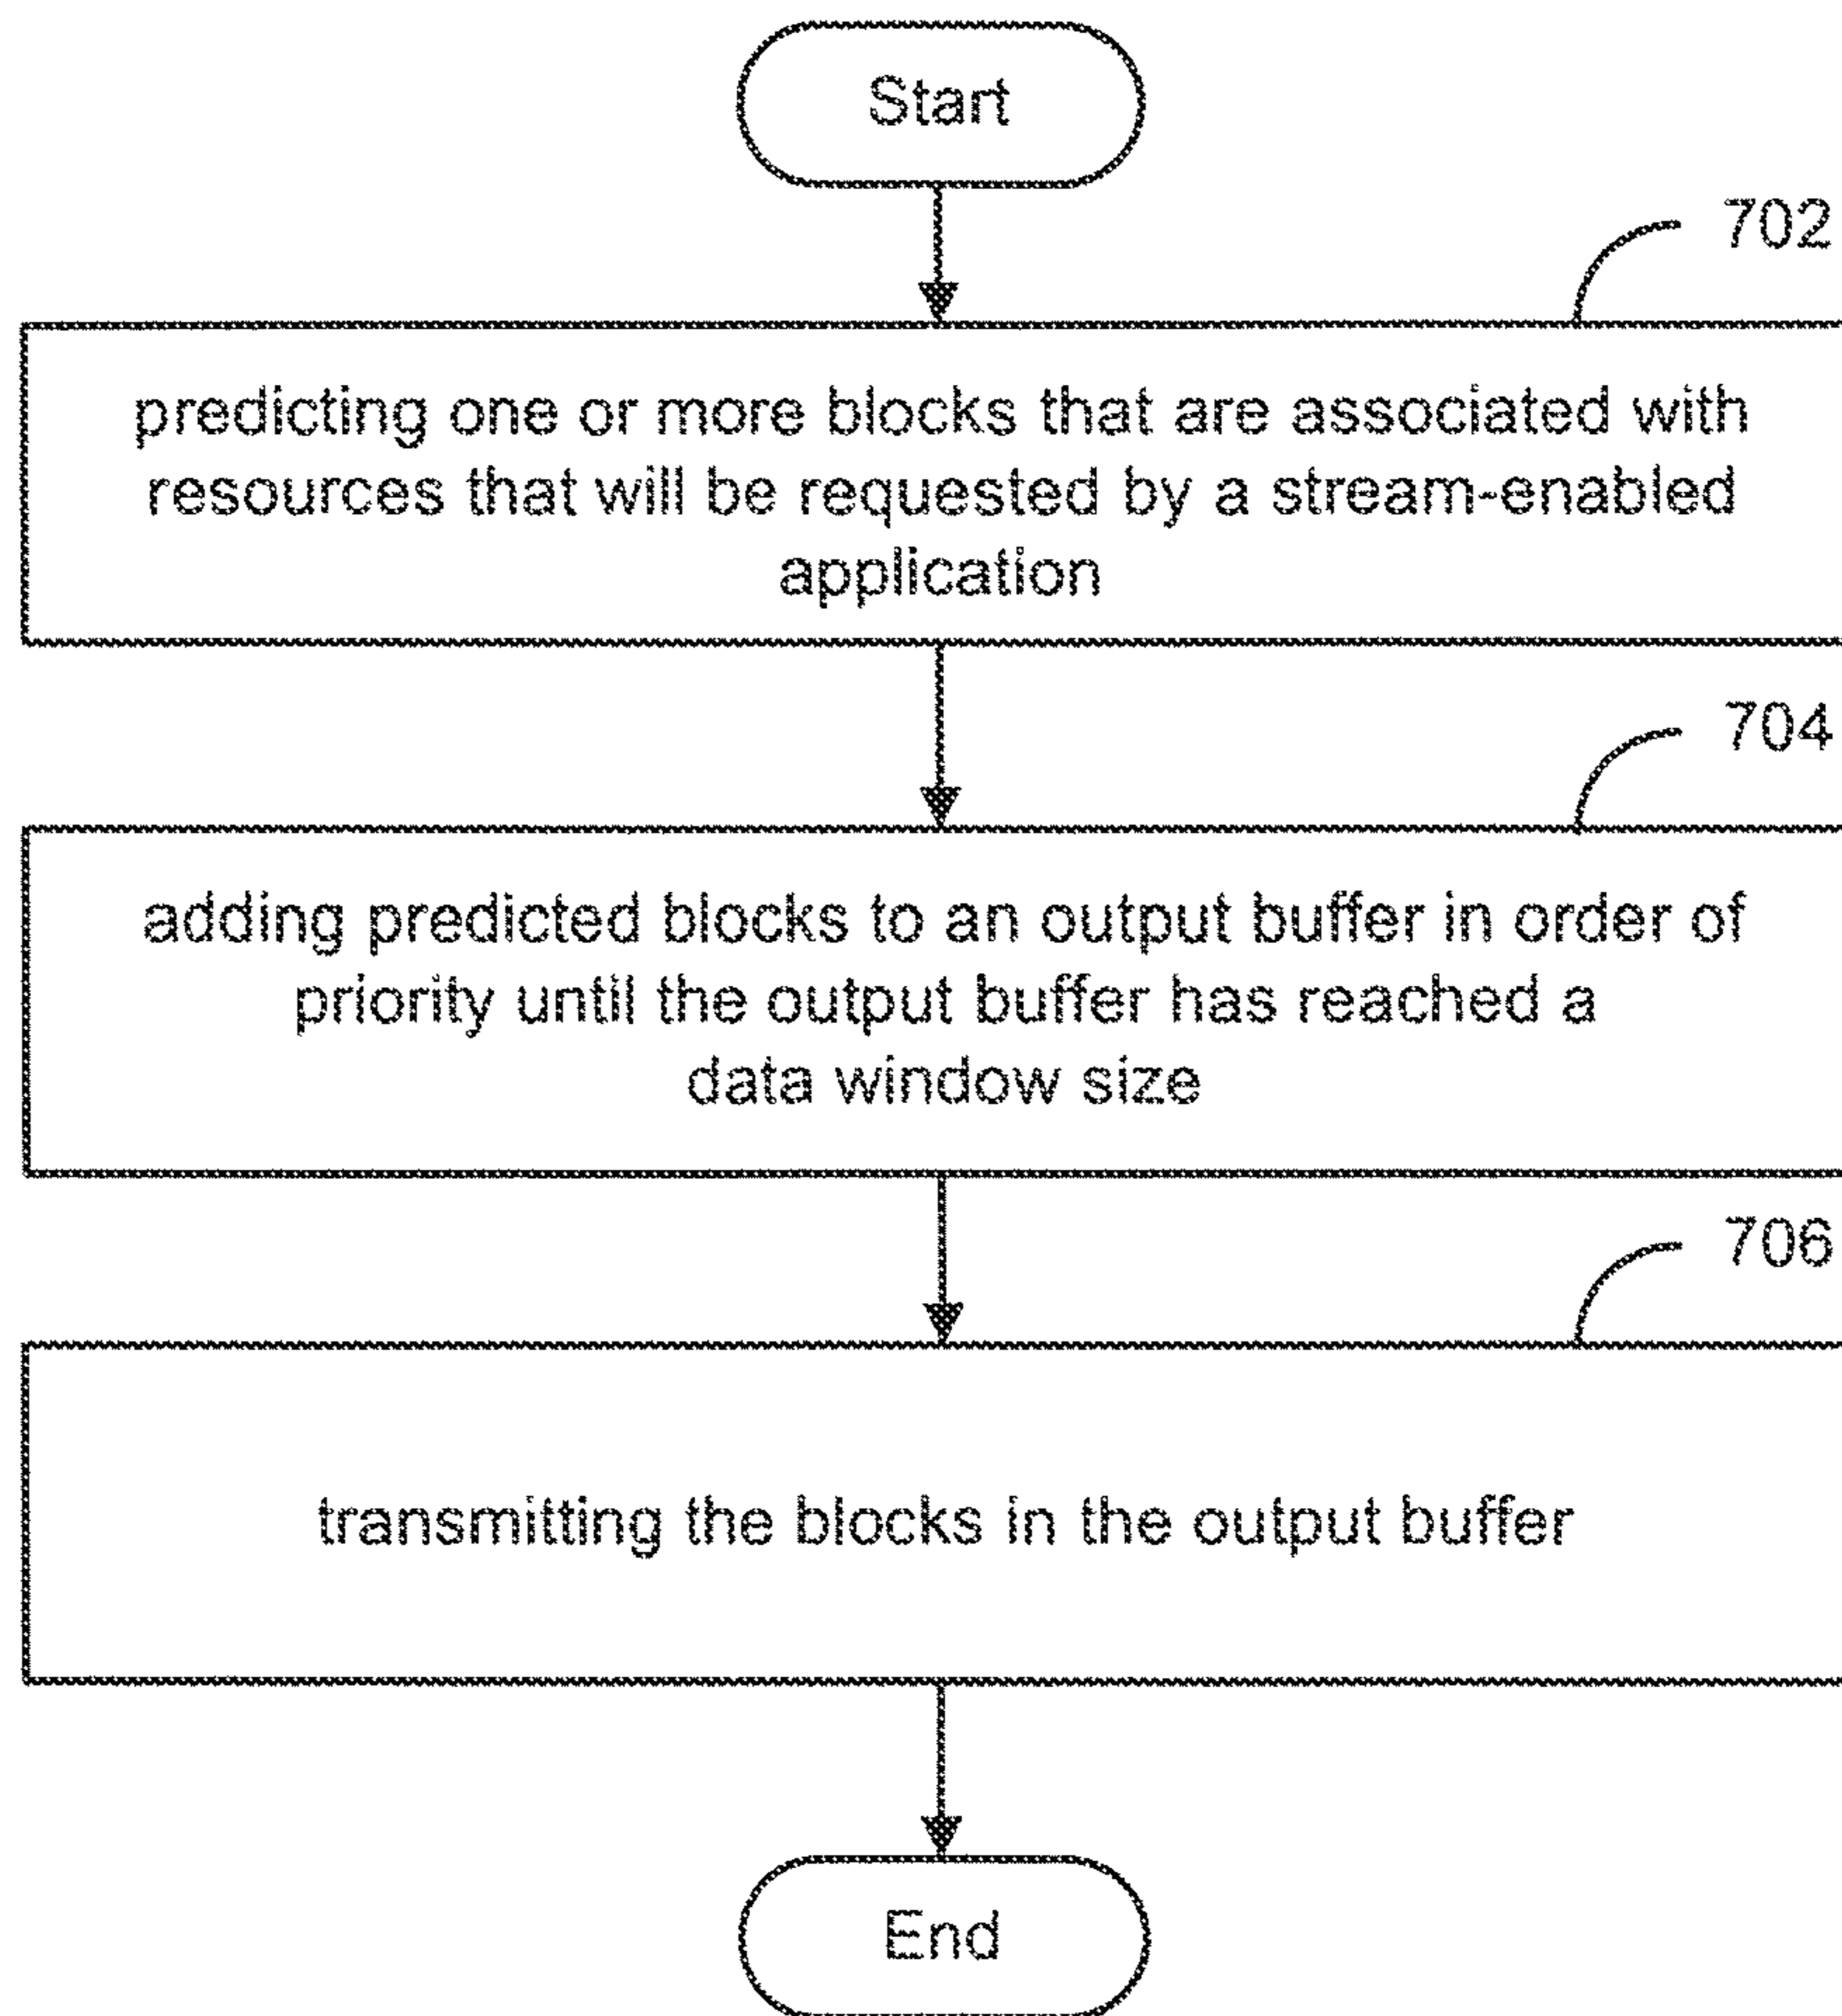 Start
702
predicting one or more blocks that are associated with
resources that will be requested by a stream-enabled
application
704
adding predicted blocks to an output buffer in order of
priority until the output buffer has reached a
data window size
706
transmitting the blocks in the output buffer
End